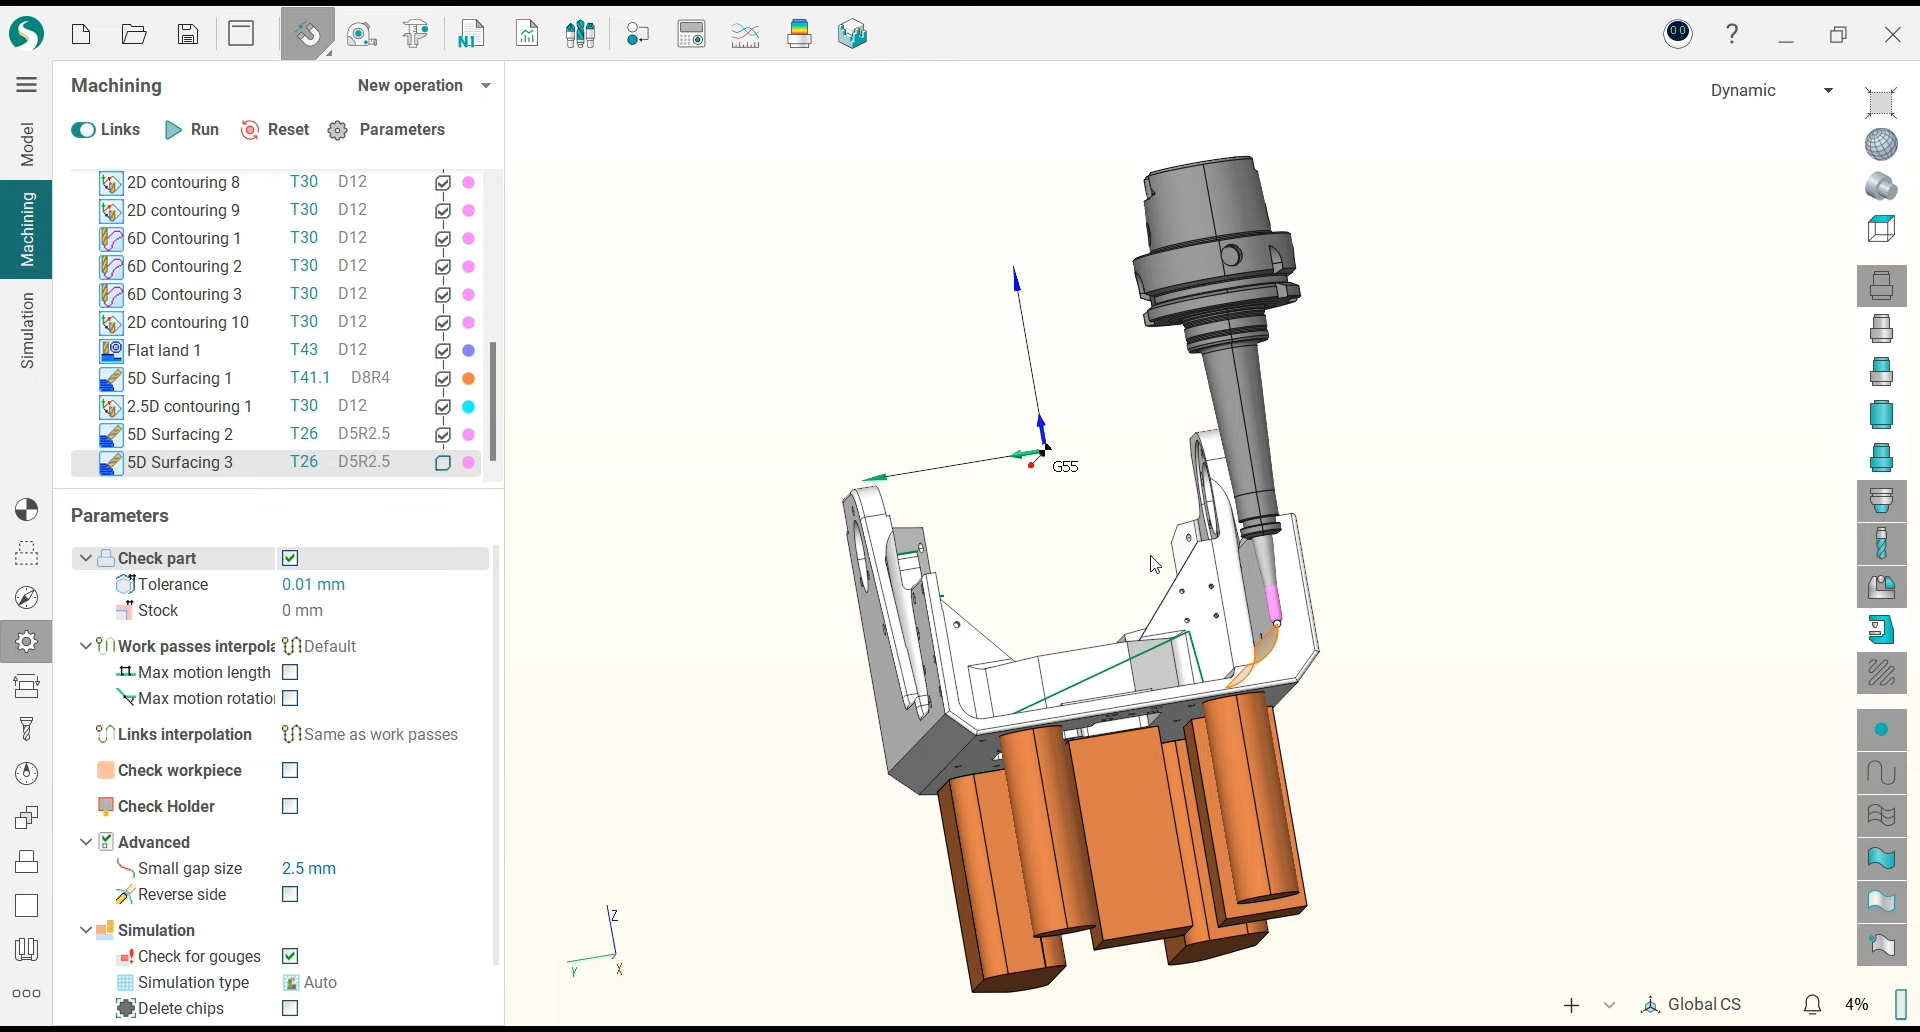 N1
?
Machining
New operation
Dynamic
Links
Run
Reset
Parameters
Model
Machining
Simulation
2D contouring 8 T30 D12
2D contouring 9 T30 D12
6D Contouring 1 T30 D12
6D Contouring 2 T30 D12
6D Contouring 3 T30 D12
2D contouring 10 T30 D12
Flat land 1 T43 D12
5D Surfacing 1 T41.1 D8R4
2.5D contouring 1 T30 D12
5D Surfacing 2 T26 D5R2.5
5D Surfacing 3 T26 D5R2.5
G55
Parameters
Check part
Tolerance 0.01 mm
Stock 0 mm
Work passes interpola Default
Max motion length
Max motion rotatio
Links interpolation Same as work passes
Check workpiece
Check Holder
Advanced
Small gap size 2.5 mm
Reverse side
Simulation
Check for gouges
Simulation type Auto
Delete chips
Z
Y
X
Global CS
4%